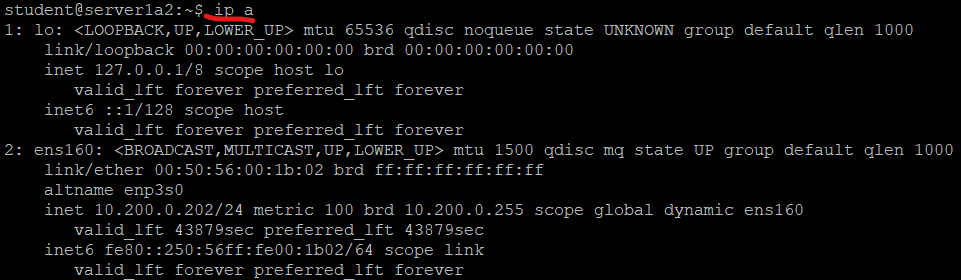 student@server1a2:~$ ip a
1: lo: <LOOPBACK,UP,LOWER_UP> mtu 65536 qdisc noqueue state UNKNOWN group default qlen 1000
link/loopback 00:00:00:00:00:00 brd 00:00:00:00:00:00
inet 127.0.0.1/8 scope host lo
valid_lft forever preferred_lft forever
inet6 ::1/128 scope host
valid_lft forever preferred_lft forever
2: ens160: <BROADCAST,MULTICAST,UP,LOWER_UP> mtu 1500 qdisc mq state UP group default qlen 1000
link/ether 00:50:56:00:1b:02 brd ff:ff:ff:ff:ff:ff
altname enp3s0
inet 10.200.0.202/24 metric 100 brd 10.200.0.255 scope global dynamic ens160
valid_lft 43879sec preferred_lft 43879sec
inet6 fe80::250:56ff:fe00:1b02/64 scope link
valid_lft forever preferred_lft forever